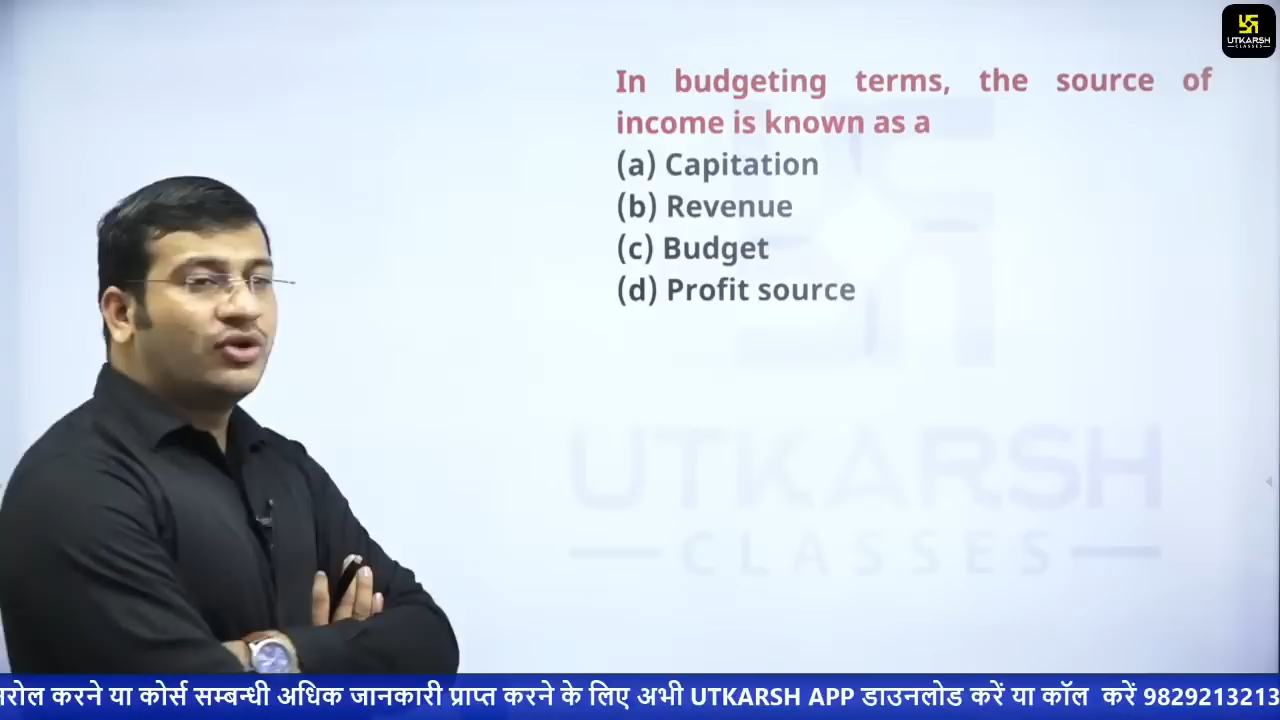 UTKARSH
CLASSES
In budgeting terms, the source of
income is known as a
(a) Capitation
(b) Revenue
(c) Budget
(d) Profit source
UTKARSH
CLASSES
करने या कोर्स सम्बन्धी अधिक जानकारी प्राप्त करने के लिए अभी UTKARSH APP डाउनलोड करें या कॉल करें 9829213213